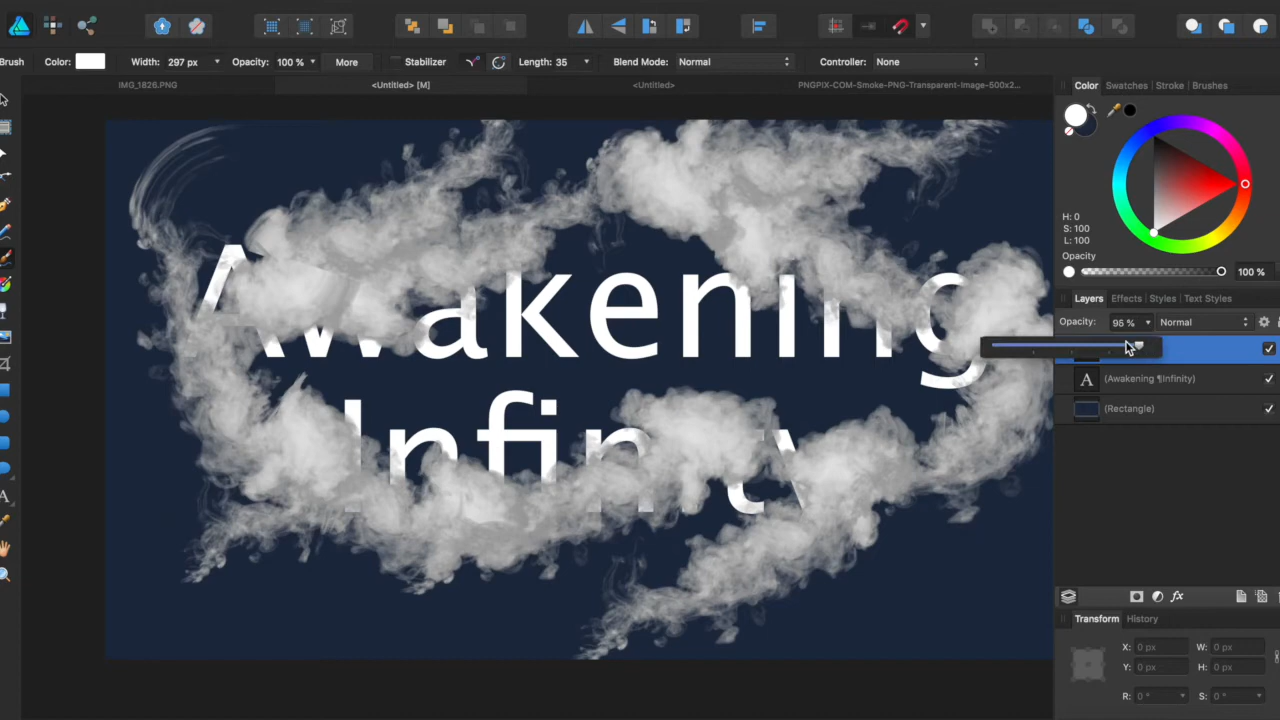 Brush Color: Width: 297 px Opacity: 100 % More Stabilizer Length: 35 Blend Mode: Normal Controller: None
IMG_1826.PNG <Untitled> [M] <Untitled> PNGPIX-COM-Smoke-PNG-Transparent-Image-500x2...
Color Swatches Stroke Brushes
H: 0
S: 100
L: 100
Opacity
100 %
Layers Effects Styles Text Styles
Opacity: 96 % Normal
A (Awakening ¶Infinity)
(Rectangle)
Awakening
Infinity
Transform History
X: 0 px W: 0 px
Y: 0 px H: 0 px
R: 0 ° S: 0 °